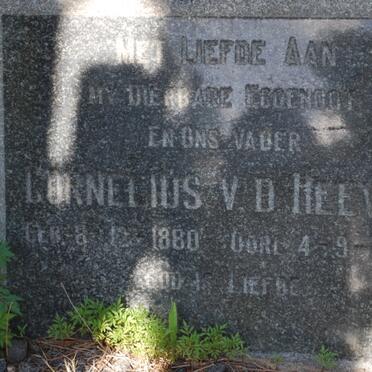 MET LIEFDE AAN
MY DIERBARE EGGENOOT
EN ONS VADER
CORNELIUS V.D. HEE
GEB. 8-12-1880 OORL. 4-9-
GOD IS LIEFDE